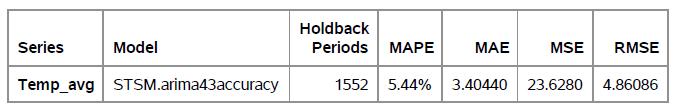 Series Model Holdback Periods MAPE MAE MSE RMSE
Temp_avg STSM.arima43accuracy 1552 5.44% 3.40440 23.6280 4.86086